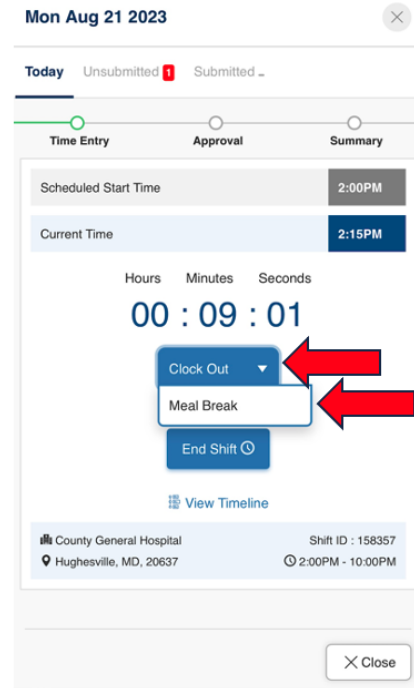 Mon Aug 21 2023
Today Unsubmitted 1 Submitted
Time Entry Approval Summary
Scheduled Start Time 2:00PM
Current Time 2:15PM
Hours Minutes Seconds
00 : 09 : 01
Clock Out
Meal Break
End Shift
View Timeline
County General Hospital Shift ID : 158357
Hughesville, MD, 20637 2:00PM - 10:00PM
Close